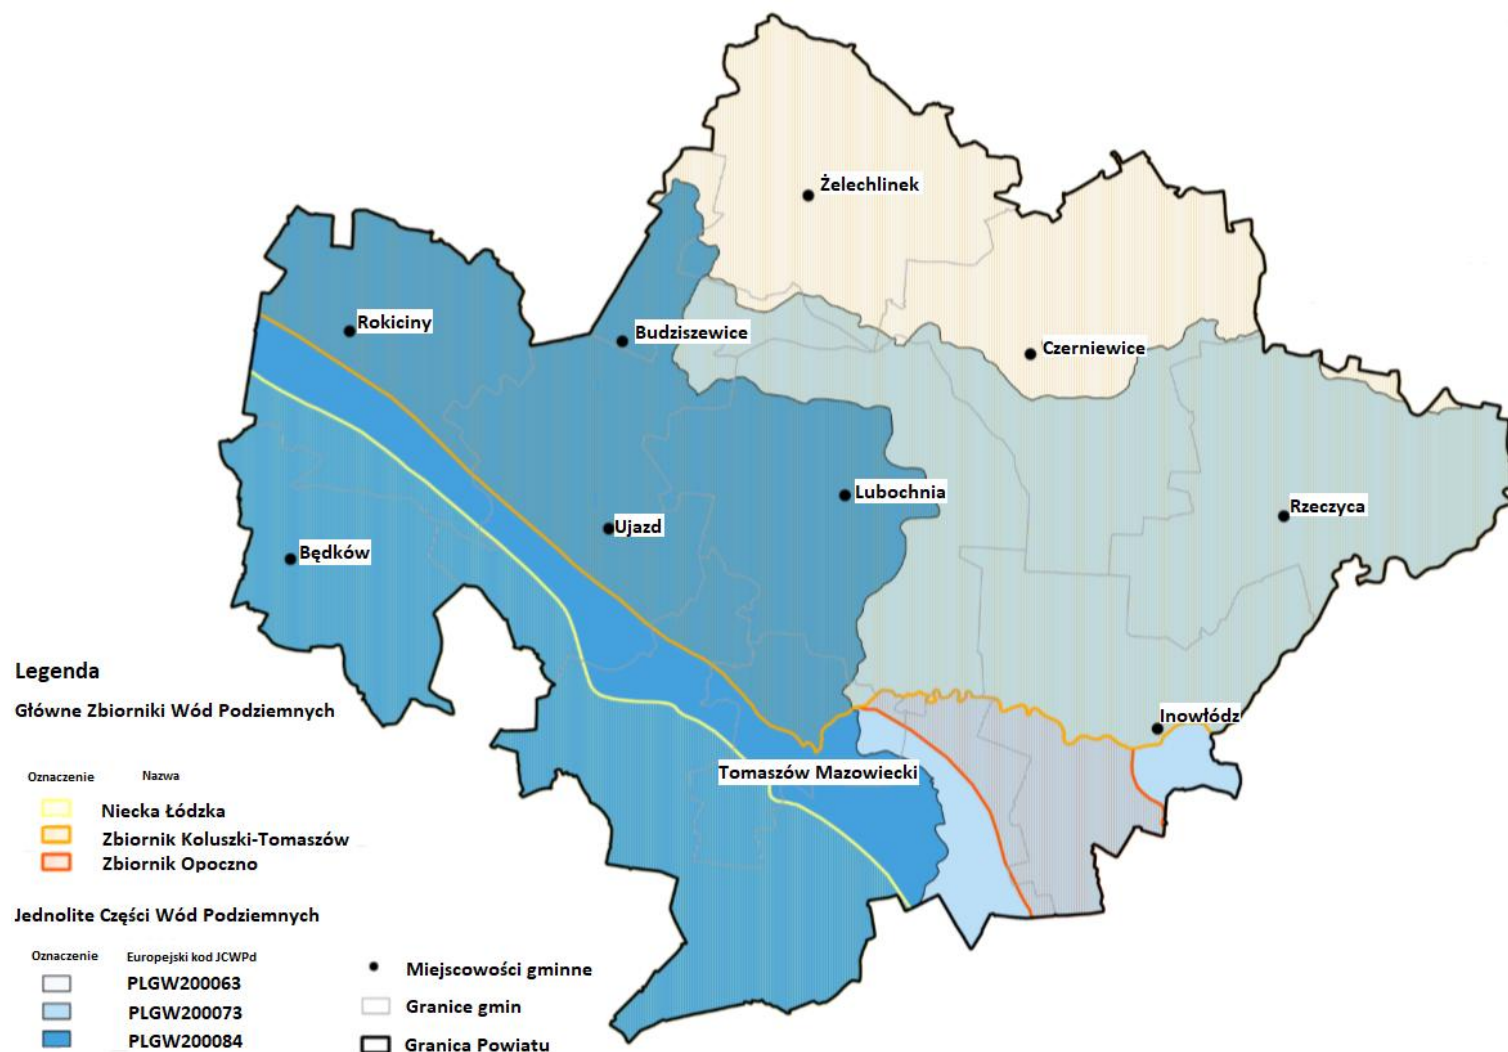 Żelechlinek
Rokiciny
Budziszewice
Czerniewice
Lubochnia
Rzeczyca
Ujazd
Będków
Inowłódz
Tomaszów Mazowiecki
Legenda
Główne Zbiorniki Wód Podziemnych
Oznaczenie Nazwa
Niecka Łódzka
Zbiornik Koluszki-Tomaszów
Zbiornik Opoczno
Jednolite Części Wód Podziemnych
Oznaczenie Europejski kod JCWPd
PLGW200063
PLGW200073
PLGW200084
Miejscowości gminne
Granice gmin
Granica Powiatu